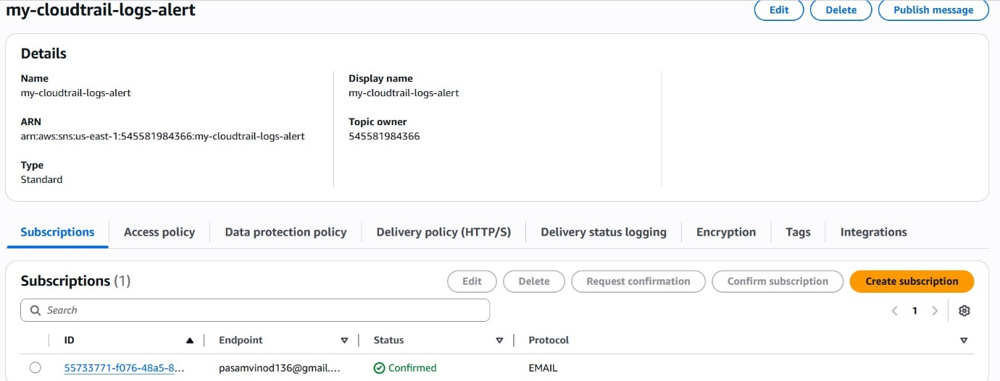 my-cloudtrail-logs-alert Edit Delete Publish message
Details
Name Display name
my-cloudtrail-logs-alert my-cloudtrail-logs-alert
ARN Topic owner
arn:aws:sns:us-east-1:545581984366:my-cloudtrail-logs-alert 545581984366
Type
Standard
Subscriptions Access policy Data protection policy Delivery policy (HTTP/S) Delivery status logging Encryption Tags Integrations
Subscriptions (1) Edit Delete Request confirmation Confirm subscription Create subscription
Search 1
ID Endpoint Status Protocol
55733771-f076-48a5-8... pasamvinod136@gmail.... Confirmed EMAIL